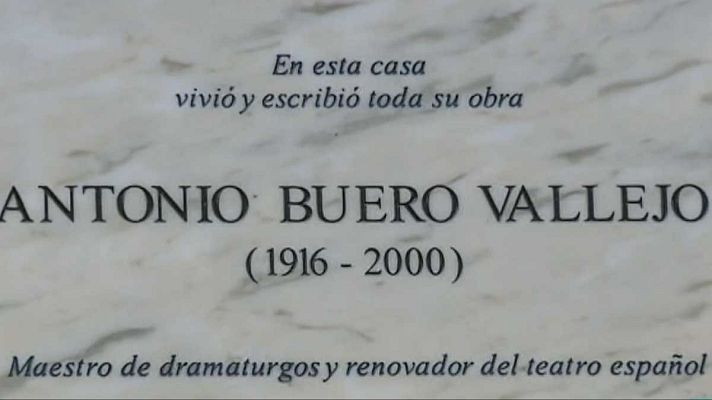 En esta casa
vivió y escribió toda su obra
ANTONIO BUERO VALLEJO
(1916 - 2000)
Maestro de dramaturgos y renovador del teatro español